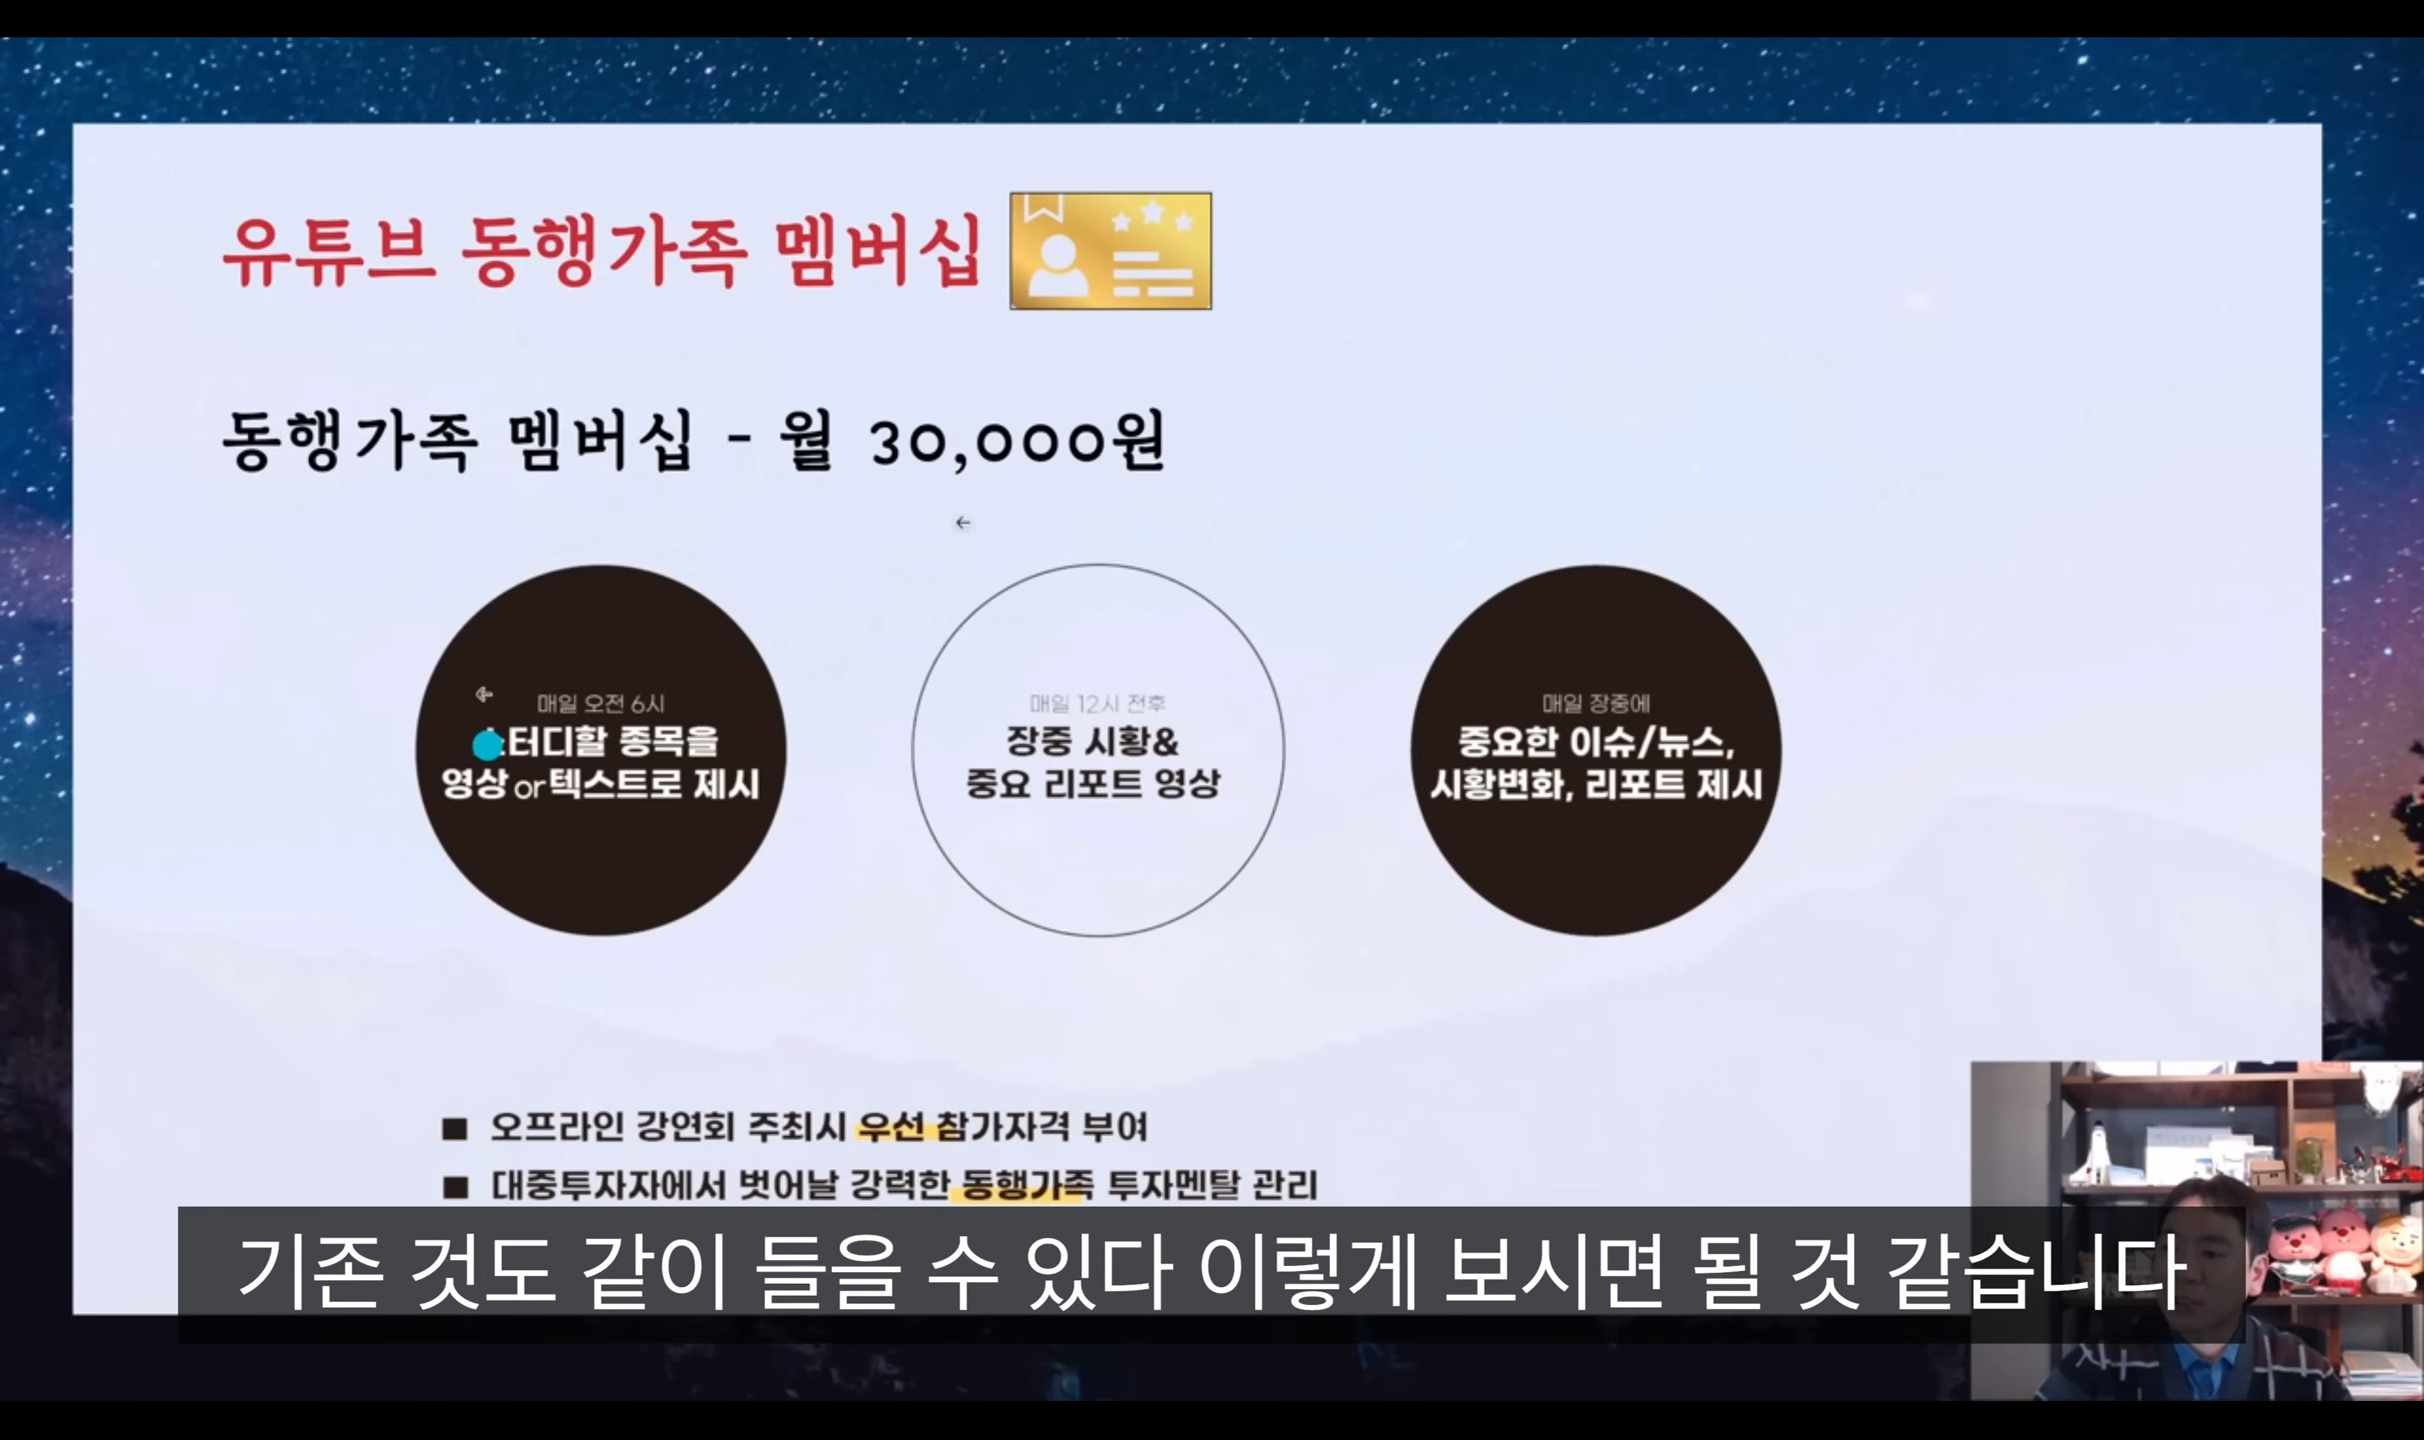 유튜브 동행가족 멤버십
동행가족 멤버십 - 월 30,000원
매일 오전 6시
영상 or 텍스트로 제시
종목을
매일 12시 전후
장중 시황&
중요 리포트 영상
매일 장중에
중요한 이슈/뉴스,
시황변화, 리포트 제시
■ 오프라인 강연회 주최시 우선 참가자격 부여
■ 대중투자자에서 벗어날 강력한 동행가족 투자멘탈 관리
기존 것도 같이 들을 수 있다 이렇게 보시면 될 것 같습니다